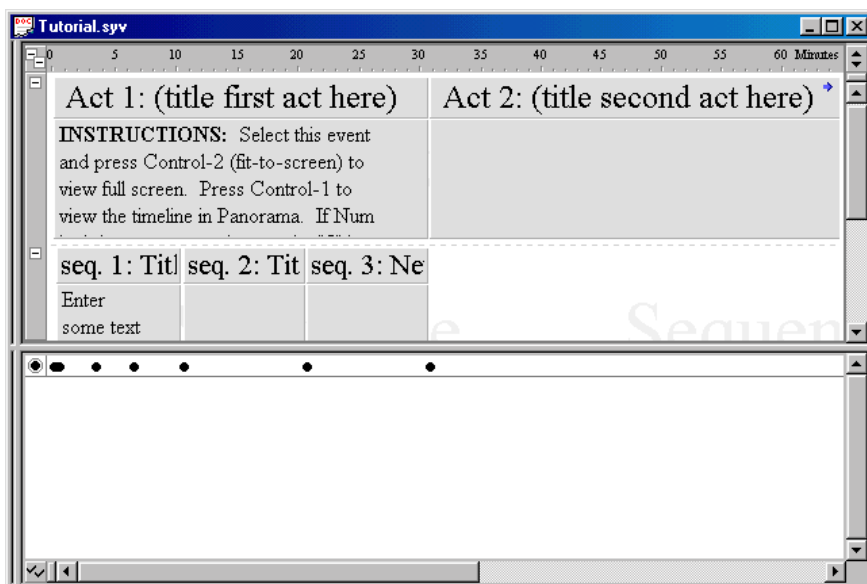 Tutorial.syv
0 5 10 15 20 25 30 35 40 45 50 55 60 Minutes
Act 1: (title first act here) Act 2: (title second act here)
INSTRUCTIONS: Select this event
and press Control-2 (fit-to-screen) to
view full screen. Press Control-1 to
view the timeline in Panorama. If Num
seq. 1: Titl seq. 2: Tit seq. 3: Ne
Enter
some text
Sequen